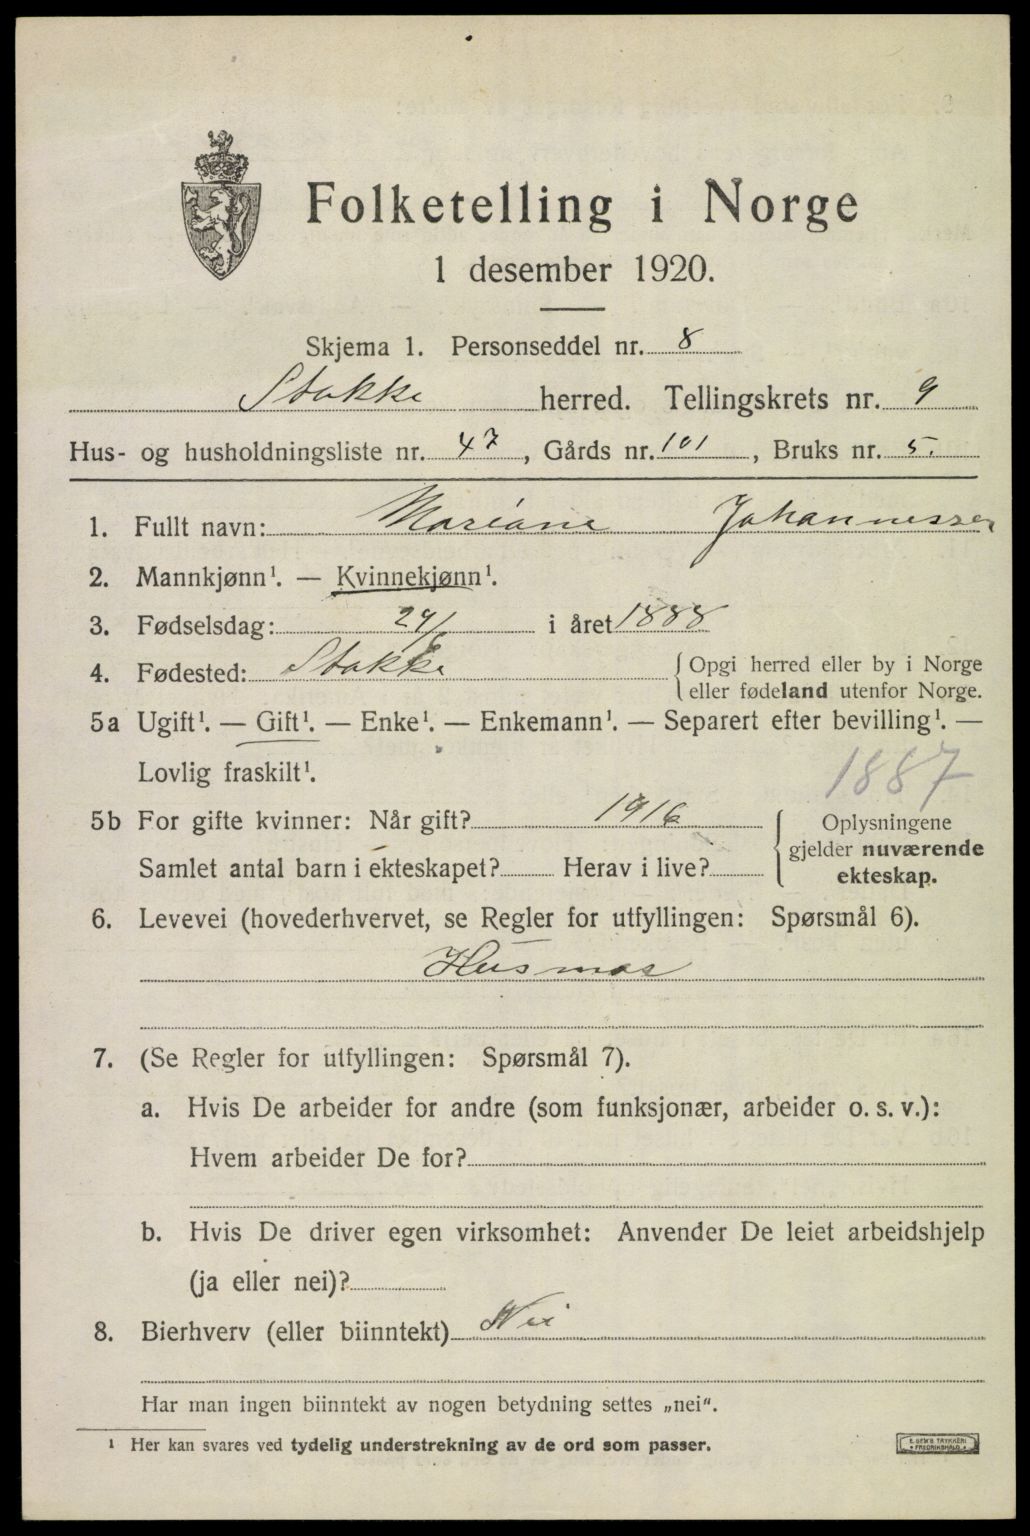 Folketelling i Norge
1 desember 1920.
Skjema 1. Personseddel nr. 8
Stokke herred. Tellingskrets nr. 9
Hus- og husholdningsliste nr. 47, Gårds nr. 101, Bruks nr. 5.
1. Fullt navn: Mariane Johannessen
2. Mannkjønn¹. — Kvinnekjønn¹.
3. Fødselsdag: 29/8 i året 1888
4. Fødested: Stokke {Opgi herred eller by i Norge
eller fødeland utenfor Norge.
5a Ugift¹. — Gift¹. — Enke¹. — Enkemann¹. — Separert efter bevilling¹. —
Lovlig fraskilt¹.
1887
5b For gifte kvinner: Når gift? 1916 { Oplysningene
gjelder nuværende
Samlet antal barn i ekteskapet? Herav i live?
ekteskap.
6. Levevei (hovederhvervet, se Regler for utfyllingen: Spørsmål 6).
Husmor
7. (Se Regler for utfyllingen: Spørsmål 7).
a. Hvis De arbeider for andre (som funksjonær, arbeider o. s. v.):
Hvem arbeider De for?
b. Hvis De driver egen virksomhet: Anvender De leiet arbeidshjelp
(ja eller nei)?
8. Bierhverv (eller biinntekt) Nei
Har man ingen biinntekt av nogen betydning settes „nei“.
¹ Her kan svares ved tydelig understrekning av de ord som passer.
E. SEM'S TRYKKERI
FREDRIKSHALD